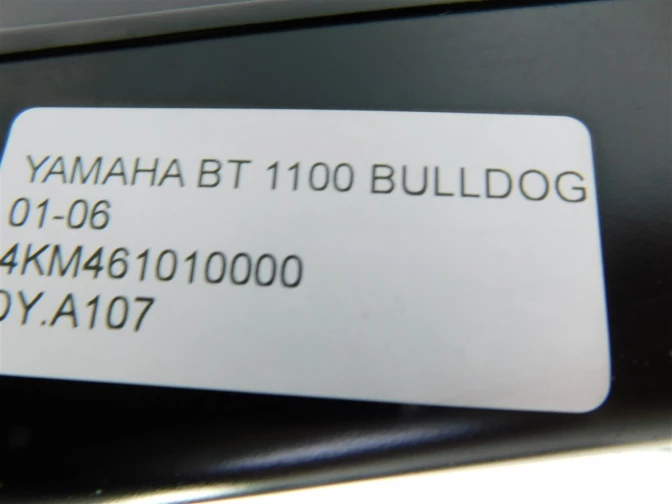 YAMAHA BT 1100 BULLDOG
01-06
4KM461010000
DY.A107